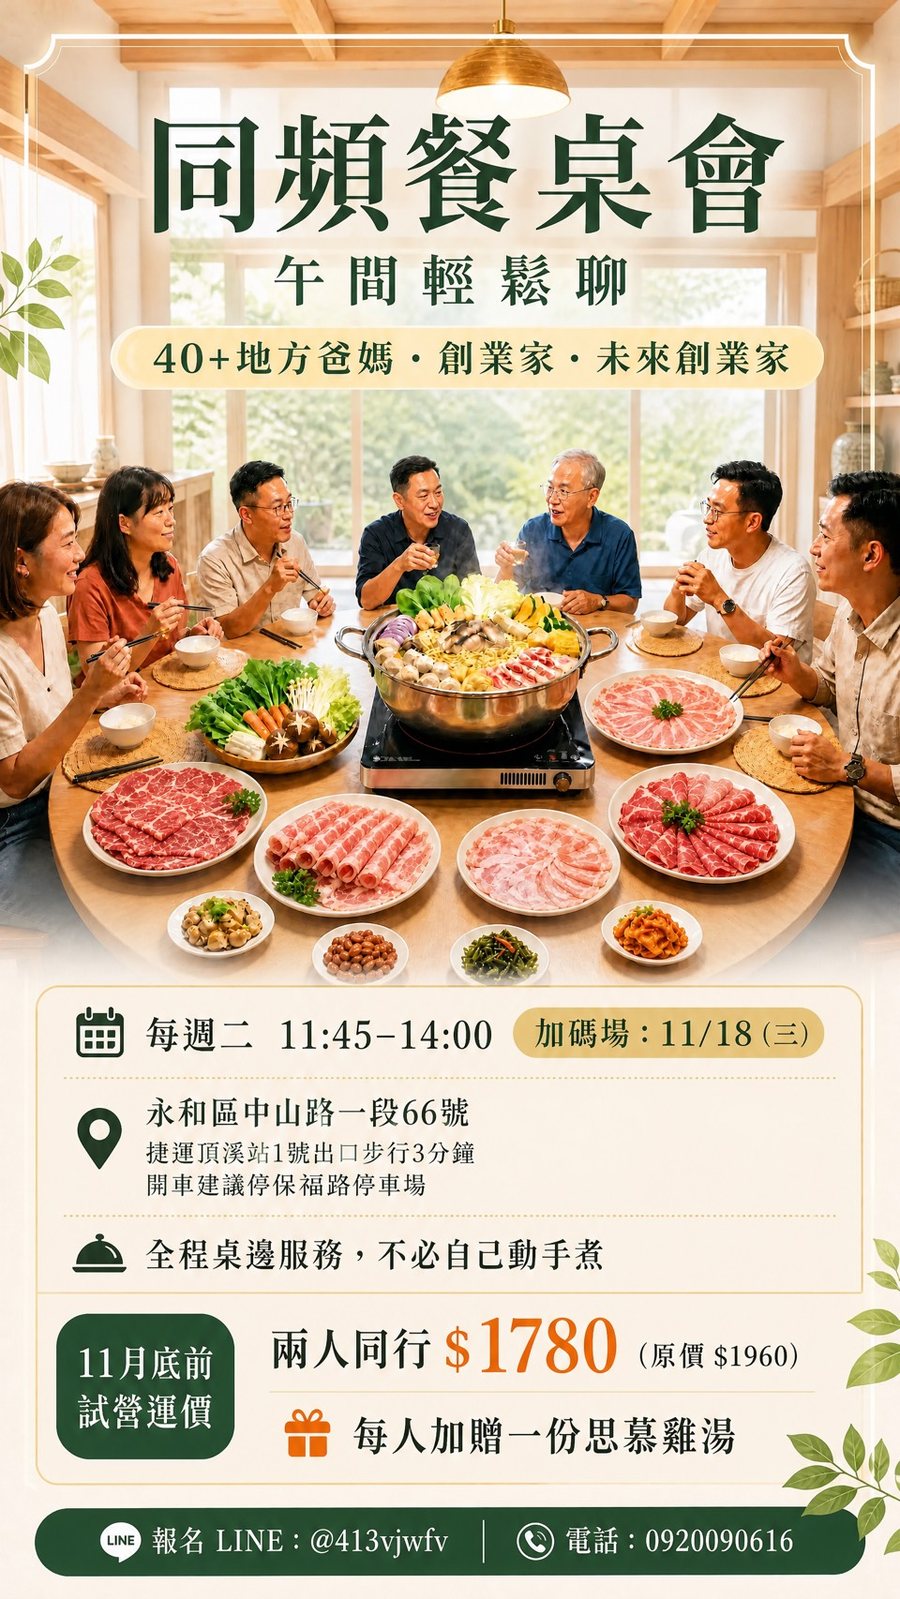 同頻餐桌會
午間輕鬆聊
40+地方爸媽・創業家・未來創業家
每週二 11:45–14:00
加碼場：11/18 (三)
永和區中山路一段66號
捷運頂溪站1號出口步行3分鐘
開車建議停保福路停車場
全程桌邊服務，不必自己動手煮
11月底前
試營運價
兩人同行 $1780 (原價 $1960)
每人加贈一份思慕雞湯
LINE 報名 LINE：@413vjwfv
電話：0920090616